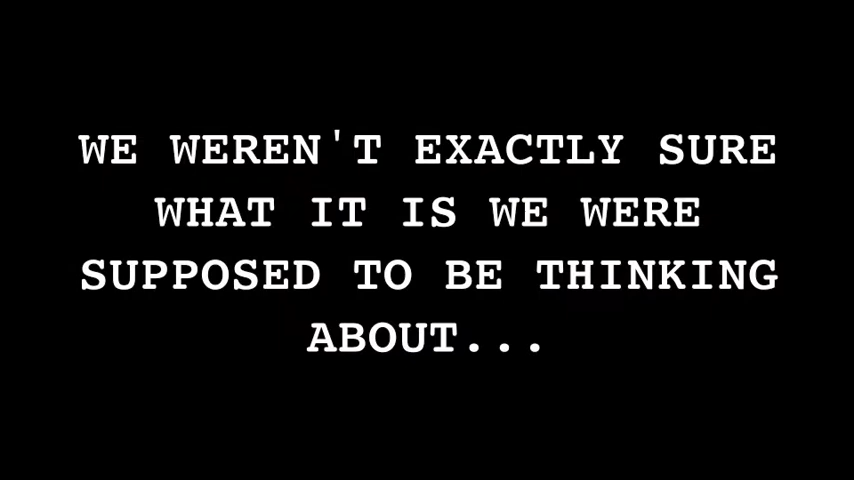 WE WEREN'T EXACTLY SURE
WHAT IT IS WE WERE
SUPPOSED TO BE THINKING
ABOUT...